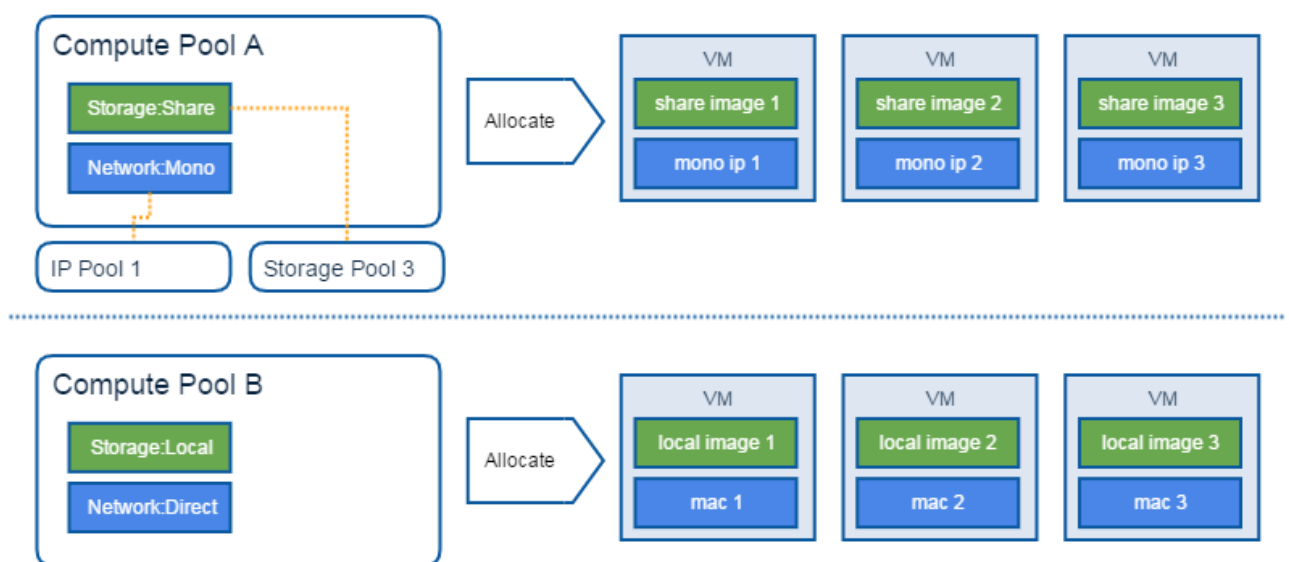 Compute Pool A
Storage:Share
Network:Mono
IP Pool 1
Storage Pool 3
Allocate
VM
share image 1
mono ip 1
VM
share image 2
mono ip 2
VM
share image 3
mono ip 3
Compute Pool B
Storage:Local
Network:Direct
Allocate
VM
local image 1
mac 1
VM
local image 2
mac 2
VM
local image 3
mac 3